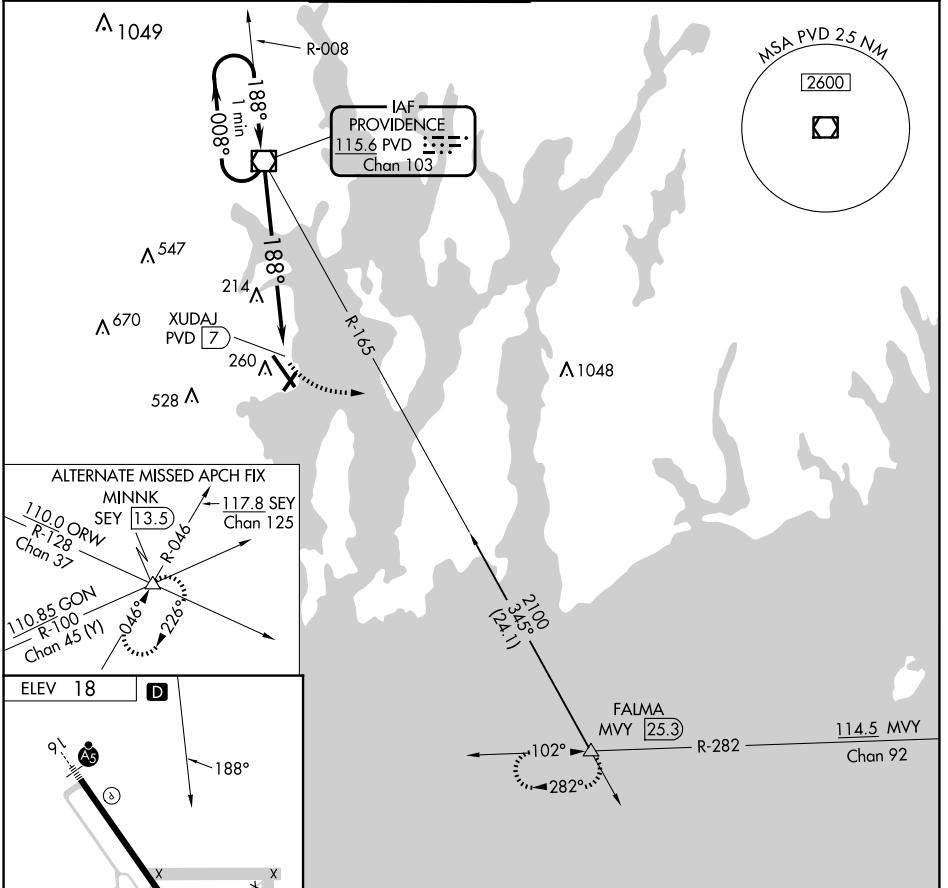 1049
R-008
188°
1 min
008°
IAF
PROVIDENCE
115.6 PVD
Chan 103
MSA PVD 25 NM
2600
547
188°
214
670
XUDAJ
PVD 7
260
528
R-165
1048
ALTERNATE MISSED APCH FIX
MINNK
SEY 13.5
117.8 SEY
Chan 125
110.0 ORW
R-128
Chan 37
R-046
110.85 GON
R-100
Chan 45 (Y)
046°
226°
2100
345°
(24.1)
FALMA
MVY 25.3
R-282
114.5 MVY
Chan 92
102°
282°
ELEV 18
D
16
A5
P
188°
X X